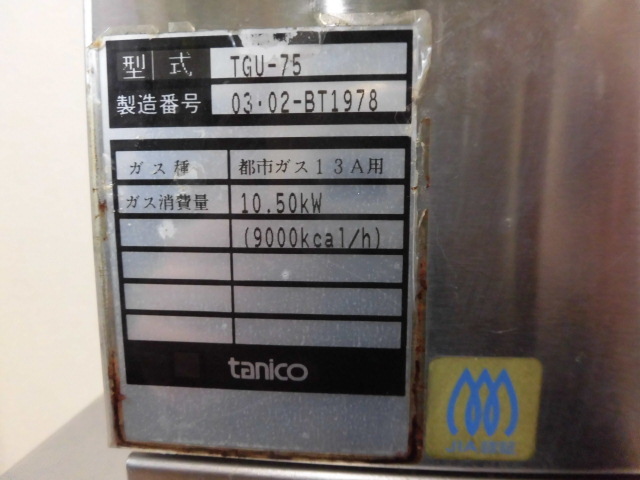 型式 TGU-75
製造番号 03・02-BT1978
ガス種 都市ガス13A用
ガス消費量 10.50kW
(9000kcal/h)
tanico